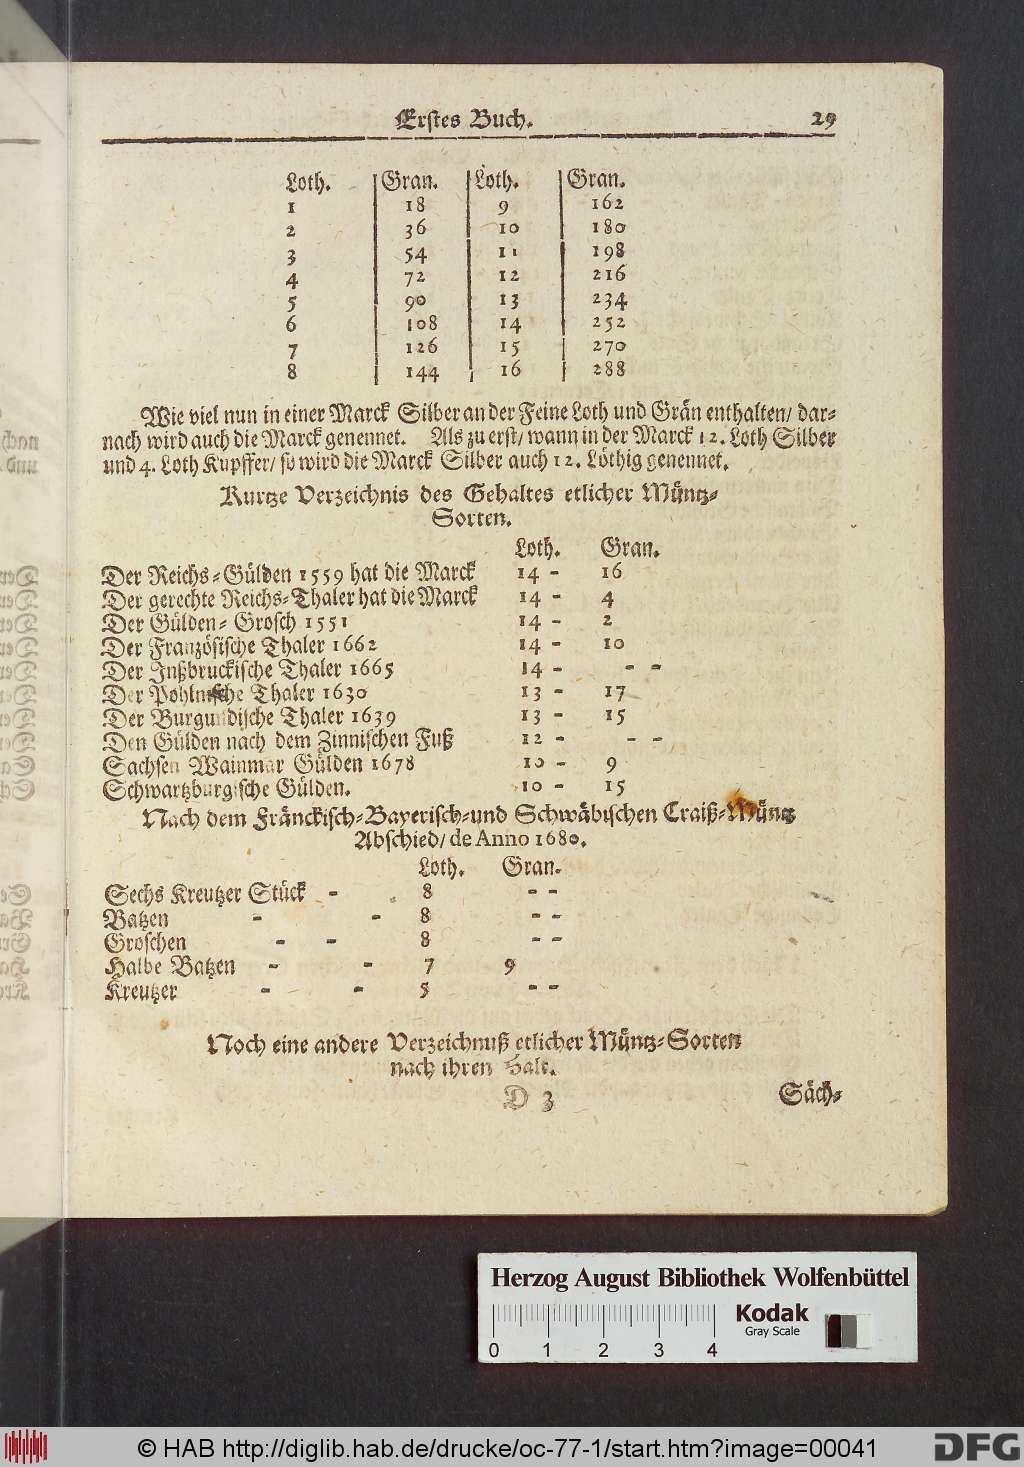 Erstes Buch. 29
Loth. Gran. Loth. Gran.
1 18 9 162
2 36 10 180
3 54 11 198
4 72 12 216
5 90 13 234
6 108 14 252
7 126 15 270
8 144 16 288
Wie viel nun in einer Marck Silber an der Feine Loth und Grän enthalten/ dar-
nach wird auch die Marck genennet. Als zu erst/ wann in der Marck 12. Loth Silber
und 4. Loth Kupffer/ so wird die Marck Silber auch 12. Löthig genennet.
Kurtze Verzeichnis des Gehaltes etlicher Müntz-
Sorten.
Loth. Gran.
Der Reichs-Gülden 1559 hat die Marck 14 - 16
Der gerechte Reichs-Thaler hat die Marck 14 - 4
Der Gülden-Grosch 1551 14 - 2
Der Französische Thaler 1662 14 - 10
Der Inßbruckische Thaler 1665 14 - - -
Der Pohlnische Thaler 1630 13 - 17
Der Burgundische Thaler 1639 13 - 15
Den Gülden nach dem Zinnischen Fuß 12 - - -
Sachsen Wainmar Gülden 1678 10 - 9
Schwartzburgische Gülden. 10 - 15
Nach dem Fränckisch-Bayerisch-und Schwäbischen Craiß-Müntz
Abschied/ de Anno 1680.
Loth. Gran.
Sechs Kreutzer Stück - 8 - -
Batzen - - 8 - -
Groschen - - 8 - -
Halbe Batzen - - 7 9
Kreutzer - - 5 - -
Noch eine andere Verzeichnuß etlicher Müntz-Sorten
nach ihren Halt.
D 3 Säch-
Herzog August Bibliothek Wolfenbüttel
0 1 2 3 4
Kodak
Gray Scale
© HAB http://diglib.hab.de/drucke/oc-77-1/start.htm?image=00041
DFG